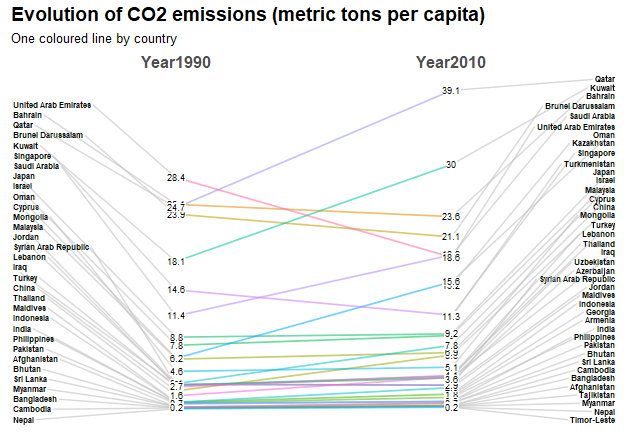 Evolution of CO2 emissions (metric tons per capita)
One coloured line by country
Year1990
Year2010
United Arab Emirates
Bahrain
Qatar
Brunei Darussalam
Kuwait
Singapore
Saudi Arabia
Japan
Israel
Oman
Cyprus
Mongolia
Malaysia
Jordan
Syrian Arab Republic
Lebanon
Iraq
Turkey
China
Thailand
Maldives
Indonesia
India
Philippines
Pakistan
Afghanistan
Bhutan
Sri Lanka
Myanmar
Bangladesh
Cambodia
Nepal
28.4
24.7
23.9
18.1
14.6
11.4
7.8
6.2
4.6
1.6
0.2
39.1
30
23.6
21.1
18.6
15.6
11.3
9.2
7.8
6.9
5.1
0.2
Qatar
Kuwait
Bahrain
Brunei Darussalam
Saudi Arabia
United Arab Emirates
Oman
Kazakhstan
Singapore
Turkmenistan
Japan
Israel
Malaysia
Cyprus
China
Mongolia
Turkey
Lebanon
Thailand
Iraq
Uzbekistan
Azerbaijan
Syrian Arab Republic
Jordan
Maldives
Indonesia
Georgia
Armenia
India
Philippines
Pakistan
Bhutan
Sri Lanka
Cambodia
Bangladesh
Afghanistan
Tajikistan
Myanmar
Nepal
Timor-Leste